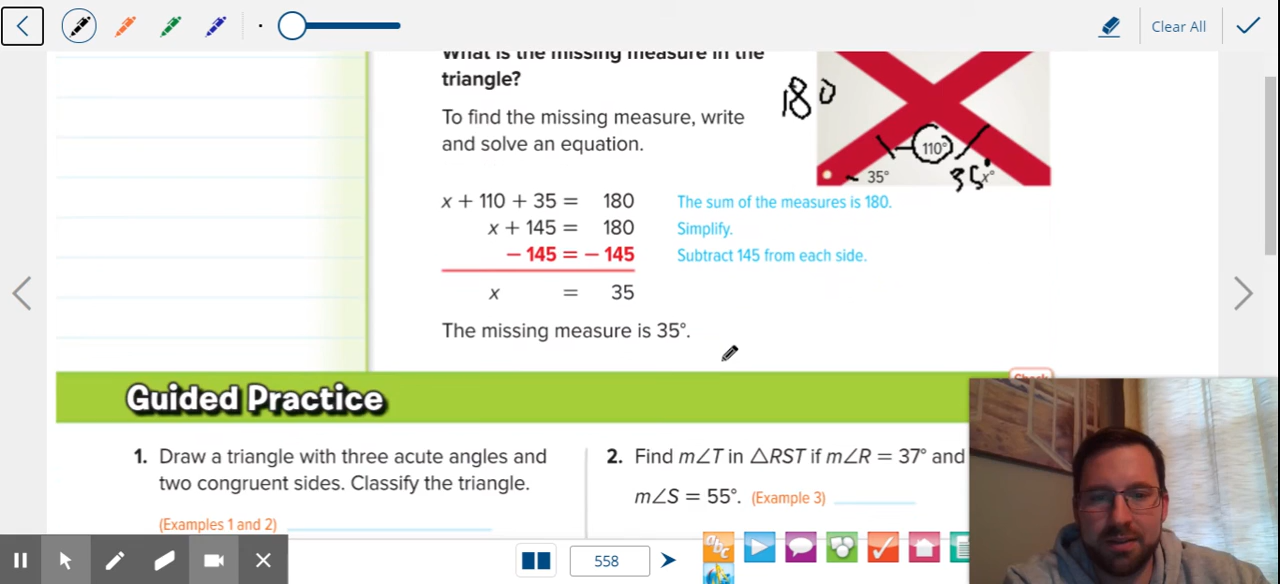 Clear All
What is the missing measure in the
triangle?
180
To find the missing measure, write
and solve an equation.
110°
35°
35
x°
x + 110 + 35 = 180 The sum of the measures is 180.
x + 145 = 180 Simplify.
− 145 = − 145 Subtract 145 from each side.
x = 35
The missing measure is 35°.
Check
Guided Practice
1. Draw a triangle with three acute angles and
two congruent sides. Classify the triangle.
(Examples 1 and 2)
2. Find m∠T in △RST if m∠R = 37° and
m∠S = 55°. (Example 3)
558
abc